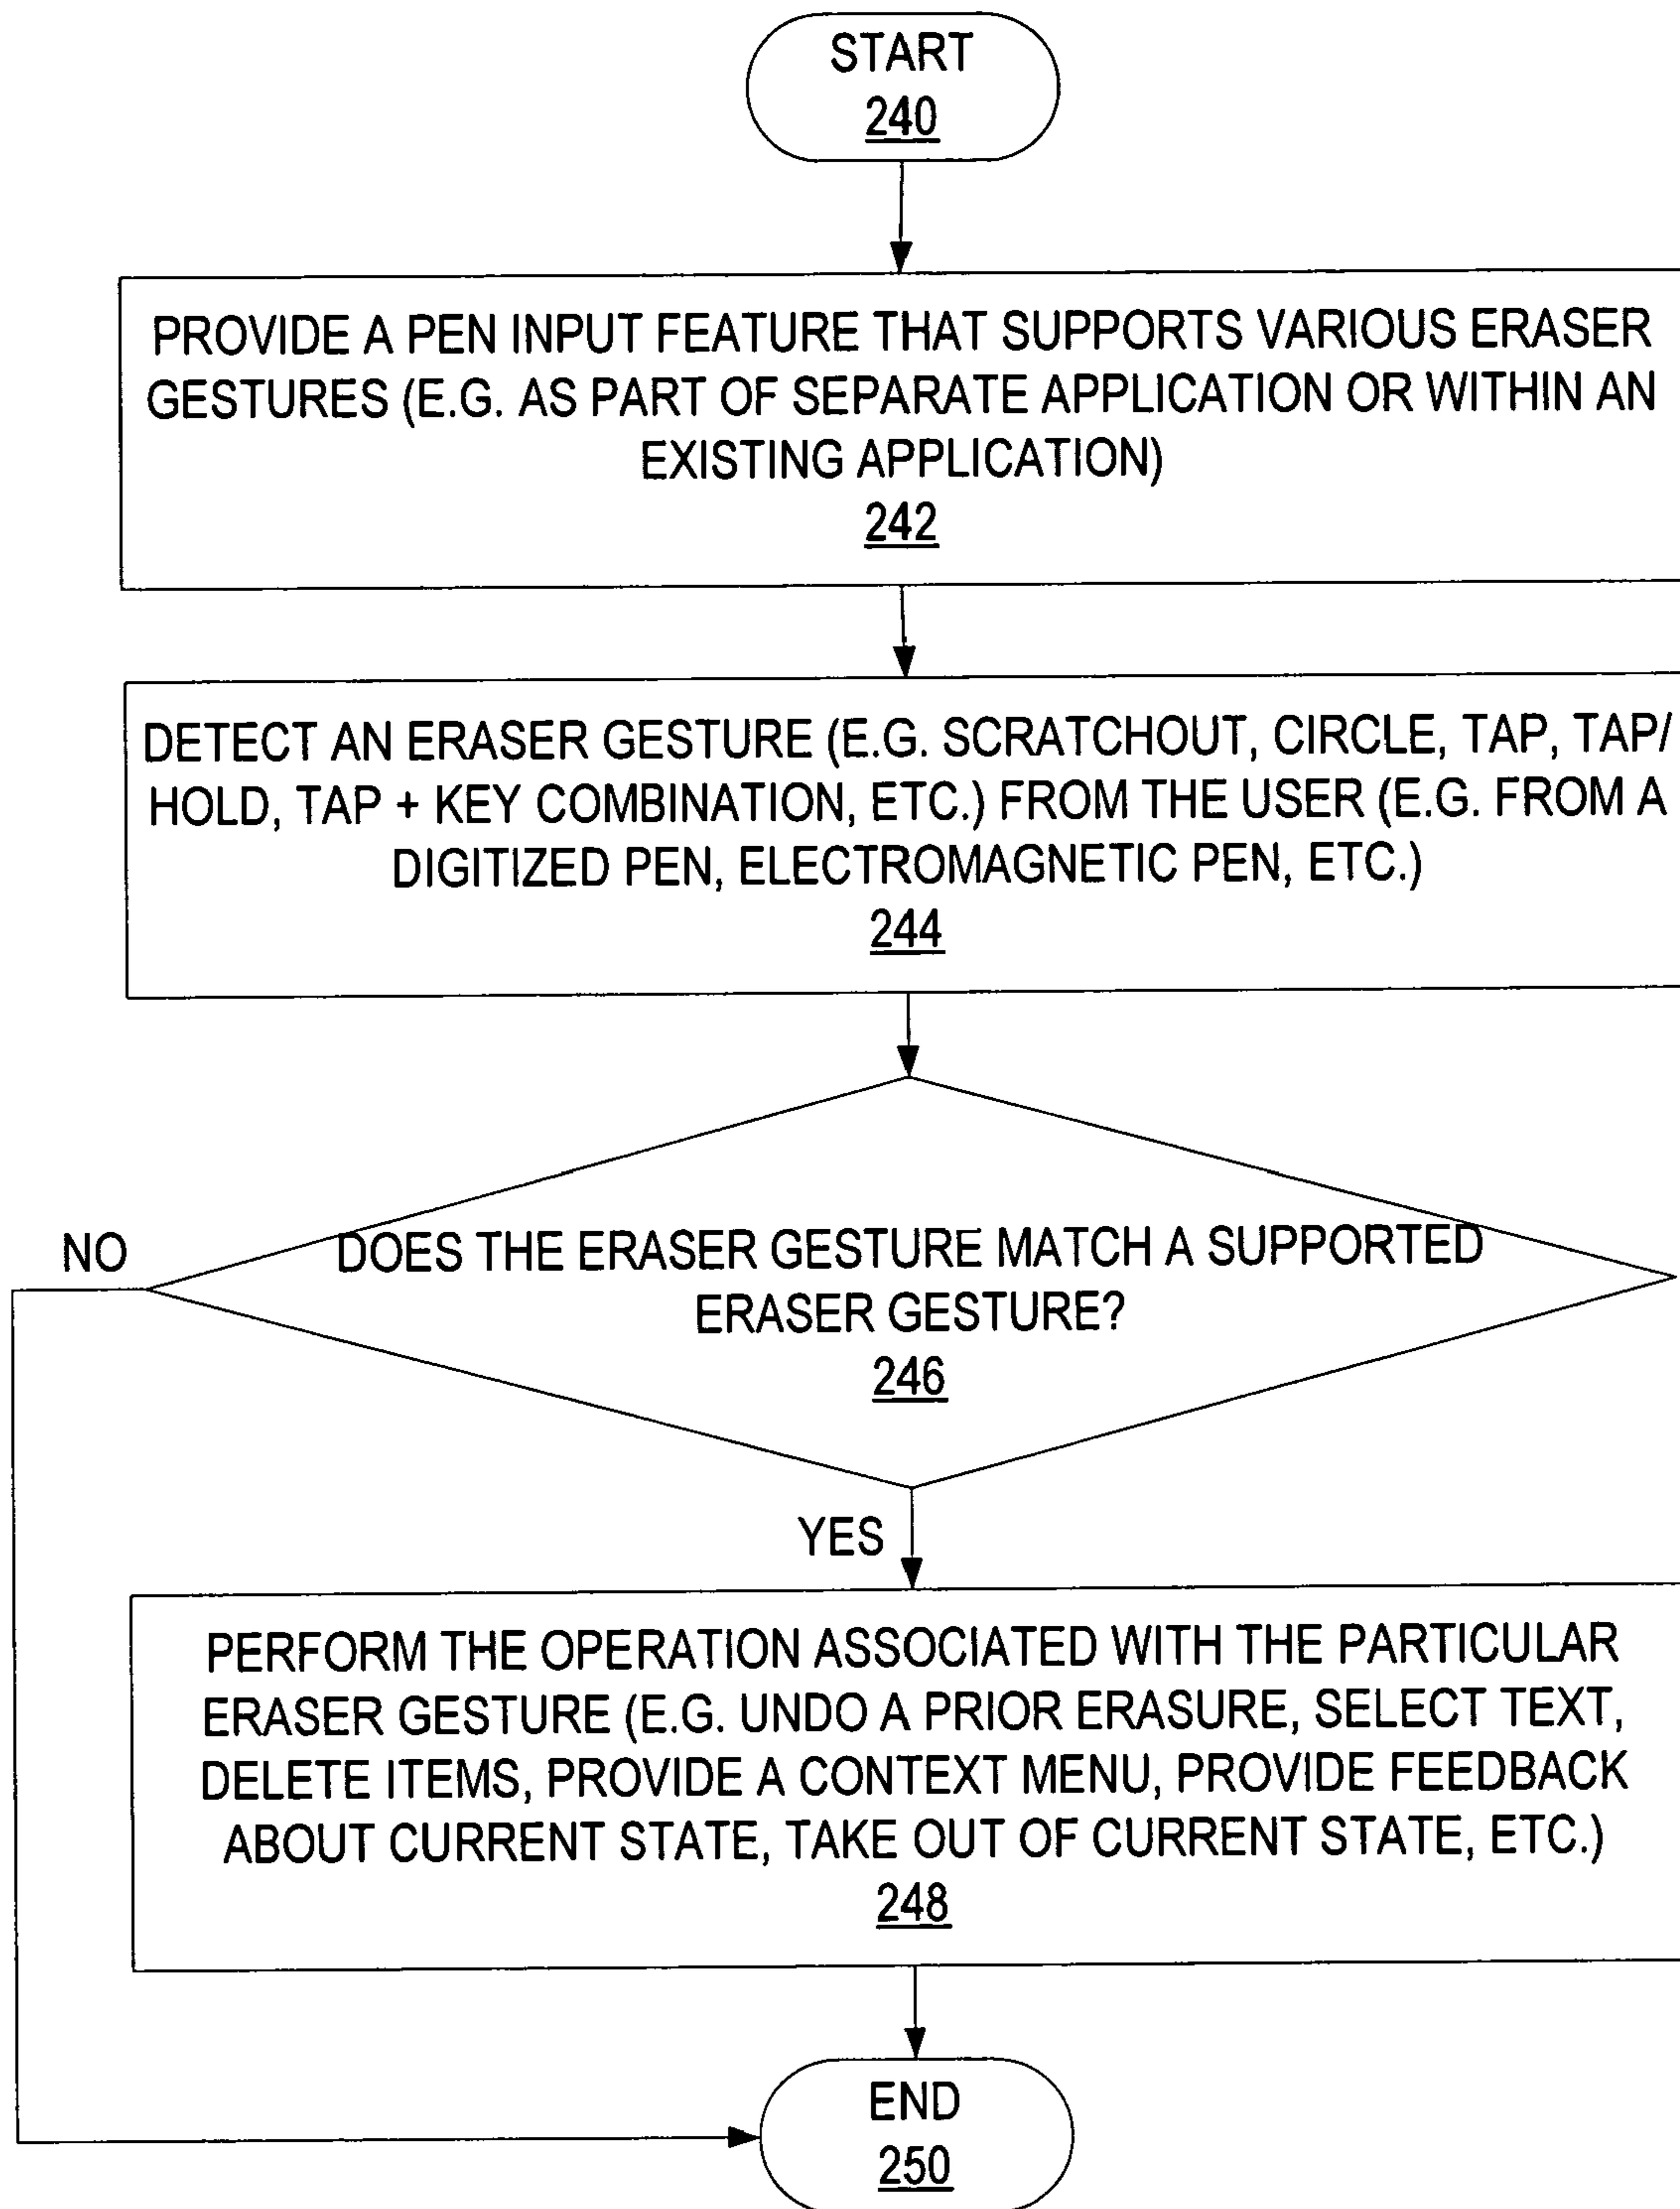 START
240
PROVIDE A PEN INPUT FEATURE THAT SUPPORTS VARIOUS ERASER
GESTURES (E.G. AS PART OF SEPARATE APPLICATION OR WITHIN AN
EXISTING APPLICATION)
242
DETECT AN ERASER GESTURE (E.G. SCRATCHOUT, CIRCLE, TAP, TAP/
HOLD, TAP + KEY COMBINATION, ETC.) FROM THE USER (E.G. FROM A
DIGITIZED PEN, ELECTROMAGNETIC PEN, ETC.)
244
NO
DOES THE ERASER GESTURE MATCH A SUPPORTED
ERASER GESTURE?
246
YES
PERFORM THE OPERATION ASSOCIATED WITH THE PARTICULAR
ERASER GESTURE (E.G. UNDO A PRIOR ERASURE, SELECT TEXT,
DELETE ITEMS, PROVIDE A CONTEXT MENU, PROVIDE FEEDBACK
ABOUT CURRENT STATE, TAKE OUT OF CURRENT STATE, ETC.)
248
END
250